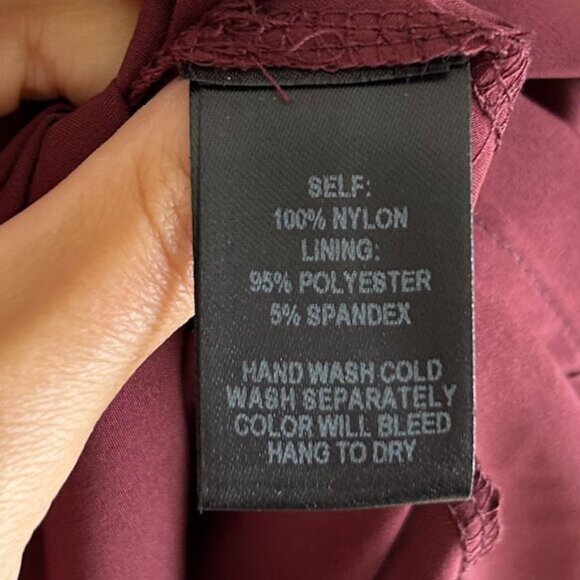 SELF:
100% NYLON
LINING:
95% POLYESTER
5% SPANDEX
HAND WASH COLD
WASH SEPARATELY
COLOR WILL BLEED
HANG TO DRY